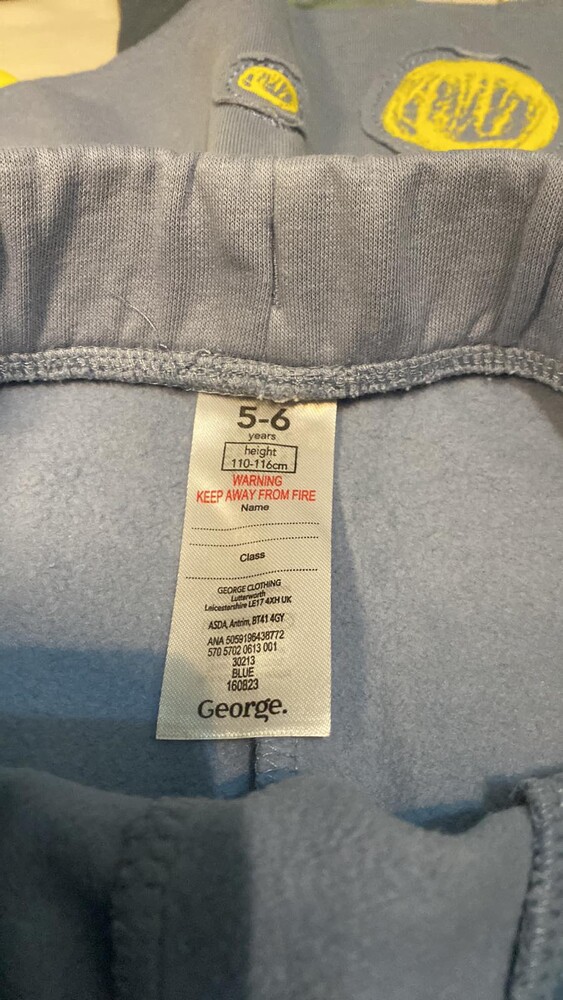 5-6
years
height
110-116cm
WARNING
KEEP AWAY FROM FIRE
Name
Class
GEORGE CLOTHING
Lutterworth
Leicestershire LE17 4XH UK
ASDA, Antrim, BT41 4GY
ANA 5059196438772
570 5702 0613 001
30213
BLUE
160823
George.